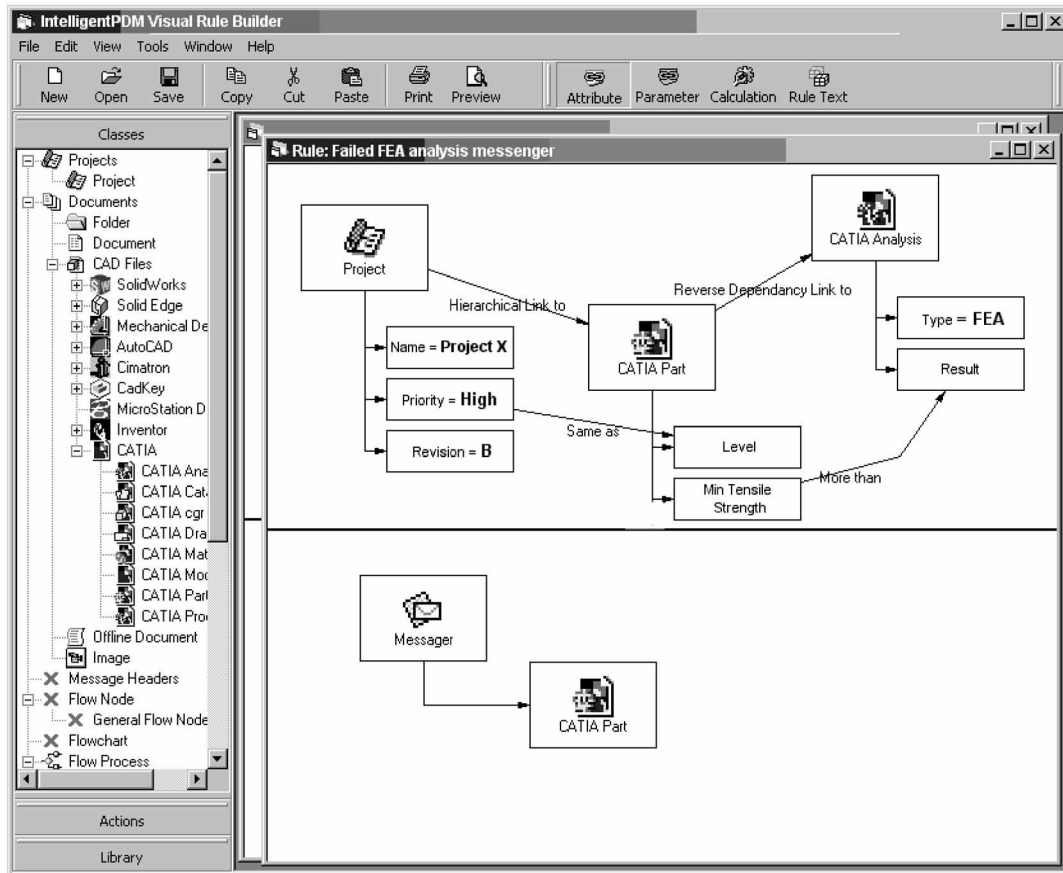 IntelligentPDM Visual Rule Builder
File Edit View Tools Window Help
New Open Save Copy Cut Paste Print Preview Attribute Parameter Calculation Rule Text
Classes
Projects
Project
Documents
Folder
Document
CAD Files
SolidWorks
Solid Edge
Mechanical De
AutoCAD
Cimatron
CadKey
MicroStation D
Inventor
CATIA
CATIA Ana
CATIA Cat
CATIA cgr
CATIA Dra
CATIA Mat
CATIA Mod
CATIA Part
CATIA Pro
Offline Document
Image
Message Headers
Flow Node
General Flow Node
Flowchart
Flow Process
Actions
Library
Rule: Failed FEA analysis messenger
Project
Hierarchical Link to
Name = Project X
Priority = High
Revision = B
Same as
CATIA Part
Reverse Dependancy Link to
Level
Min Tensile
Strength
More than
CATIA Analysis
Type = FEA
Result
Messager
CATIA Part